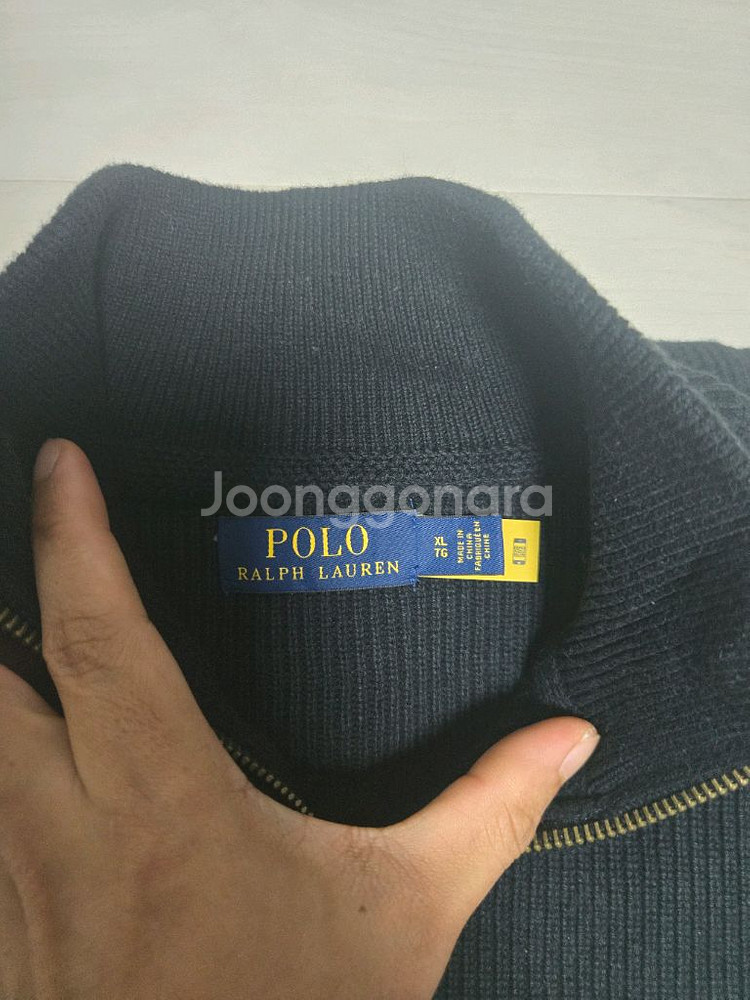 Joonggonara
POLO
RALPH LAUREN
XL
TG
MADE IN
CHINA
FABRIQUÉ EN
CHINE